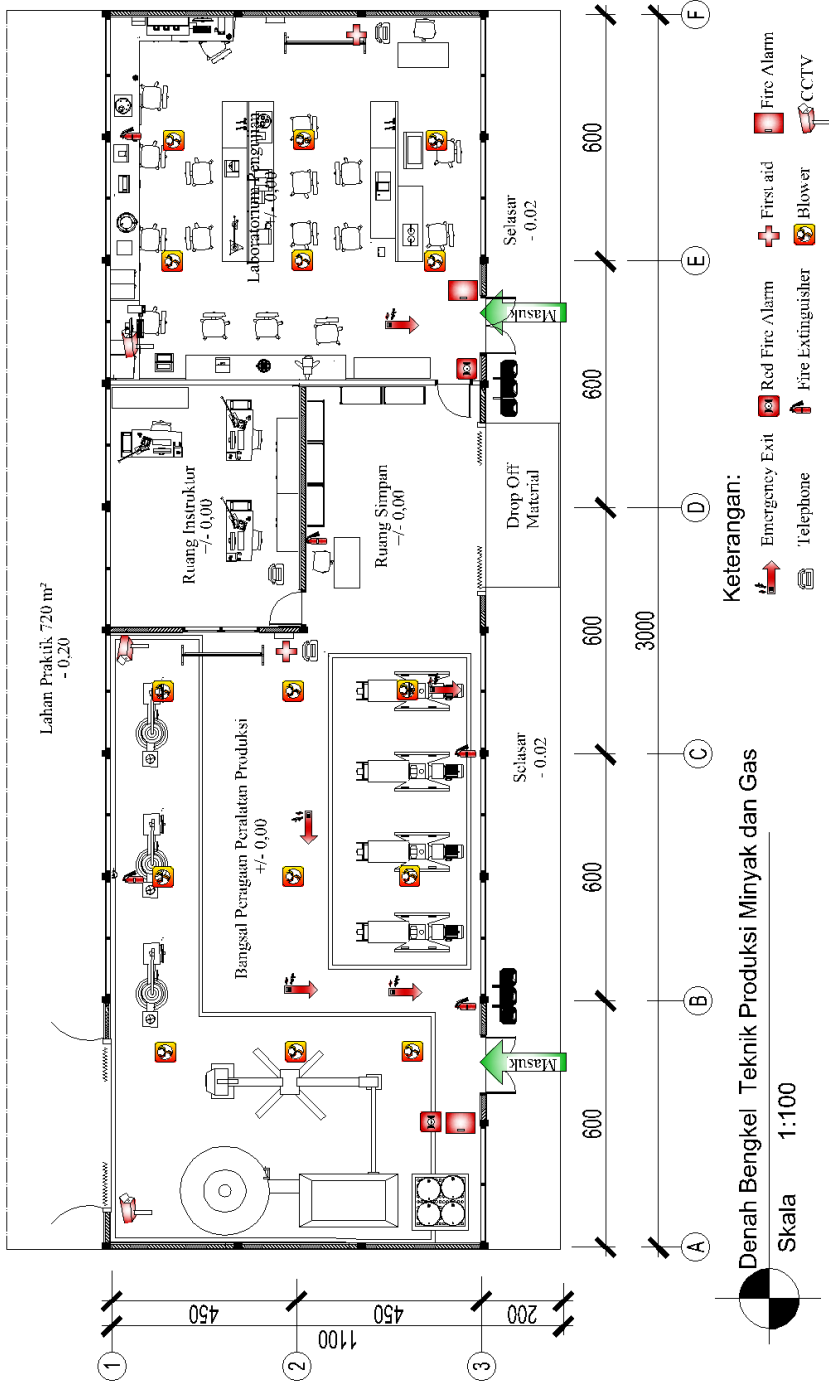 Lahan Praktik 720 m²
- 0,20
Bangsal Peragaan Peralatan Produksi
+/- 0,00
Ruang Instruktur
+/- 0,00
Ruang Simpan
+/- 0,00
Laboratorium Pengujian
+/- 0,00
Selasar
- 0.02
Drop Off
Material
Selasar
- 0.02
Masuk
Masuk
600
600
600
600
600
3000
A
B
C
D
E
F
1
2
3
450
450
200
1100
Keterangan:
Emergency Exit
Red Fire Alarm
First aid
Fire Alarm
Telephone
Fire Extinguisher
Blower
CCTV
Denah Bengkel Teknik Produksi Minyak dan Gas
Skala 1:100